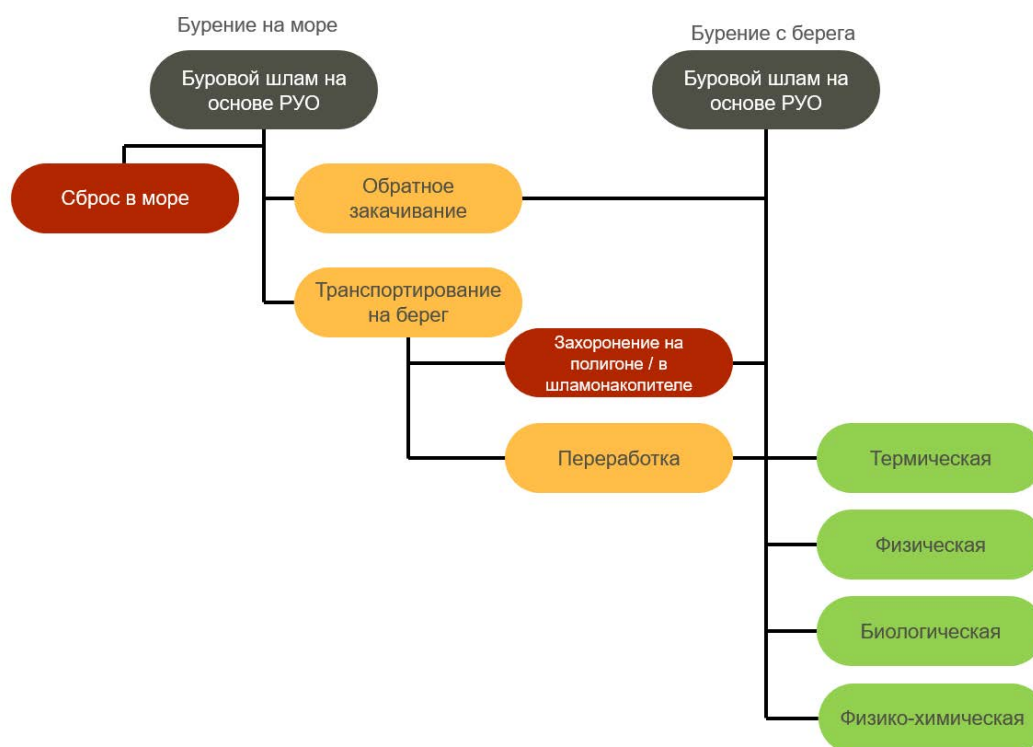 Бурение на море
Бурение с берега
Буровой шлам на
основе РУО
Буровой шлам на
основе РУО
Сброс в море
Обратное
закачивание
Транспортирование
на берег
Захоронение на
полигоне / в
шламонакопителе
Переработка
Термическая
Физическая
Биологическая
Физико-химическая